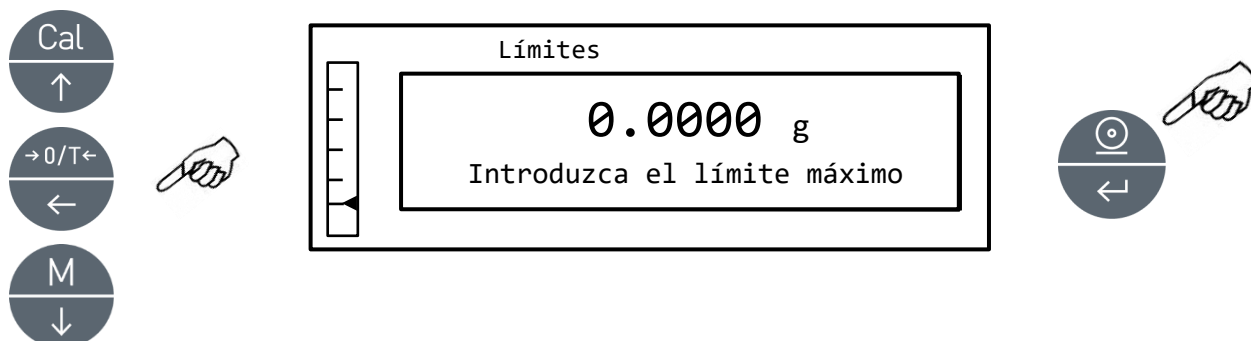 Cal
↑
→0/T←
←
M
↓
Límites
0.0000 g
Introduzca el límite máximo